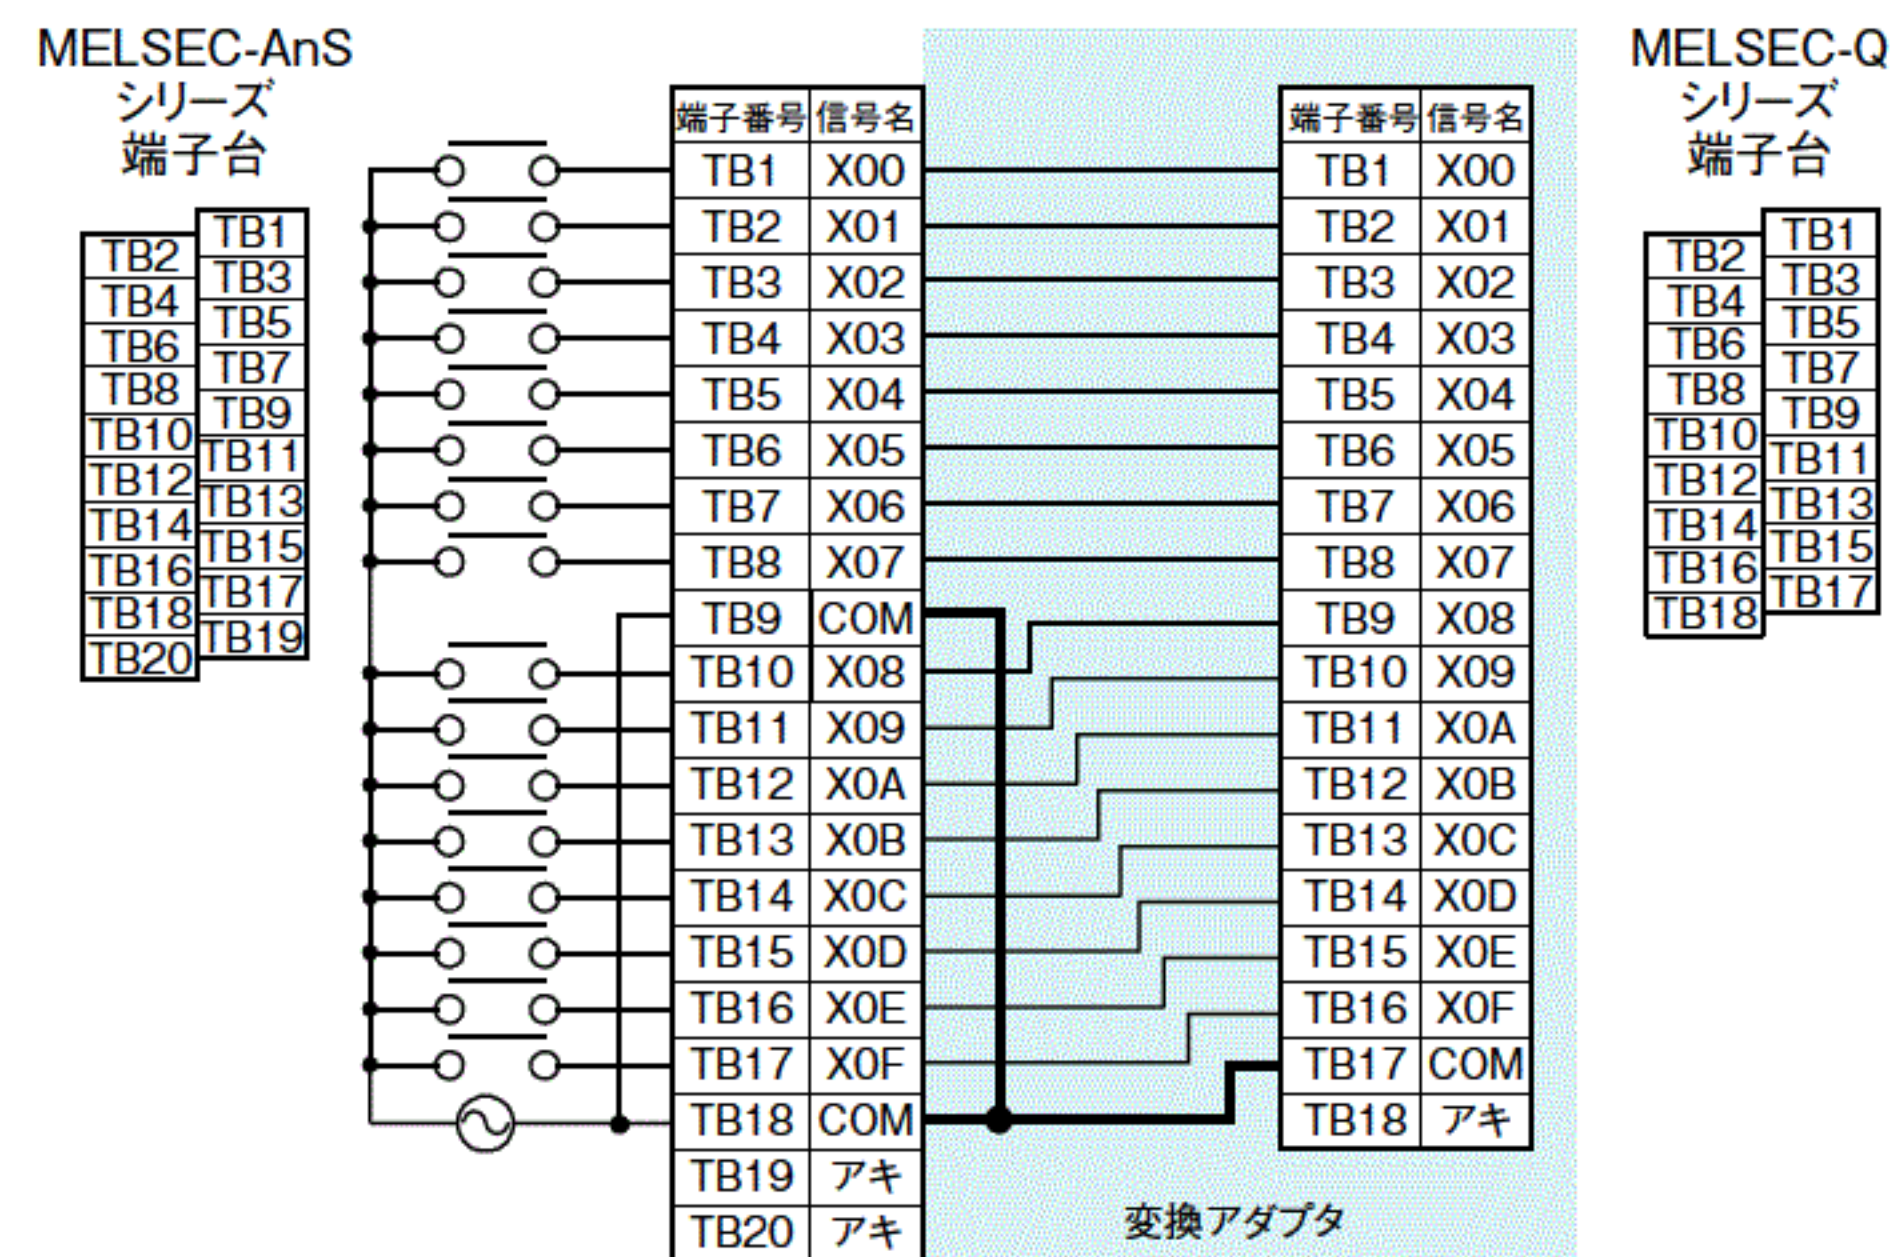 MELSEC-AnS
シリーズ
端子台
TB1
TB2
TB3
TB4
TB5
TB6
TB7
TB8
TB9
TB10
TB11
TB12
TB13
TB14
TB15
TB16
TB17
TB18
TB19
TB20
端子番号 信号名
TB1 X00
TB2 X01
TB3 X02
TB4 X03
TB5 X04
TB6 X05
TB7 X06
TB8 X07
TB9 COM
TB10 X08
TB11 X09
TB12 X0A
TB13 X0B
TB14 X0C
TB15 X0D
TB16 X0E
TB17 X0F
TB18 COM
TB19 アキ
TB20 アキ
変換アダプタ
端子番号 信号名
TB1 X00
TB2 X01
TB3 X02
TB4 X03
TB5 X04
TB6 X05
TB7 X06
TB8 X07
TB9 X08
TB10 X09
TB11 X0A
TB12 X0B
TB13 X0C
TB14 X0D
TB15 X0E
TB16 X0F
TB17 COM
TB18 アキ
MELSEC-Q
シリーズ
端子台
TB1
TB2
TB3
TB4
TB5
TB6
TB7
TB8
TB9
TB10
TB11
TB12
TB13
TB14
TB15
TB16
TB17
TB18